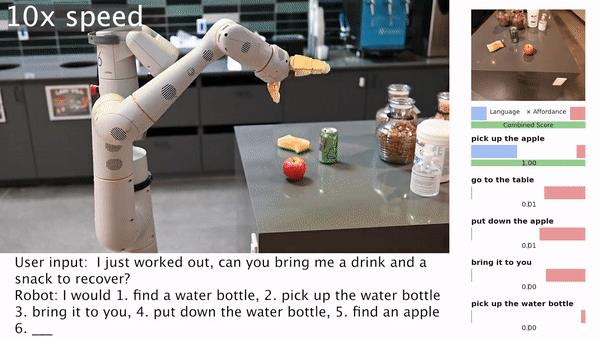 10x speed
User input:  I just worked out, can you bring me a drink and a
snack to recover?
Robot: I would 1. find a water bottle, 2. pick up the water bottle
3. bring it to you, 4. put down the water bottle, 5. find an apple
6. ___
Language × Affordance
Combined Score
pick up the apple
1.00
go to the table
0.01
put down the apple
0.01
bring it to you
0.00
pick up the water bottle
0.00